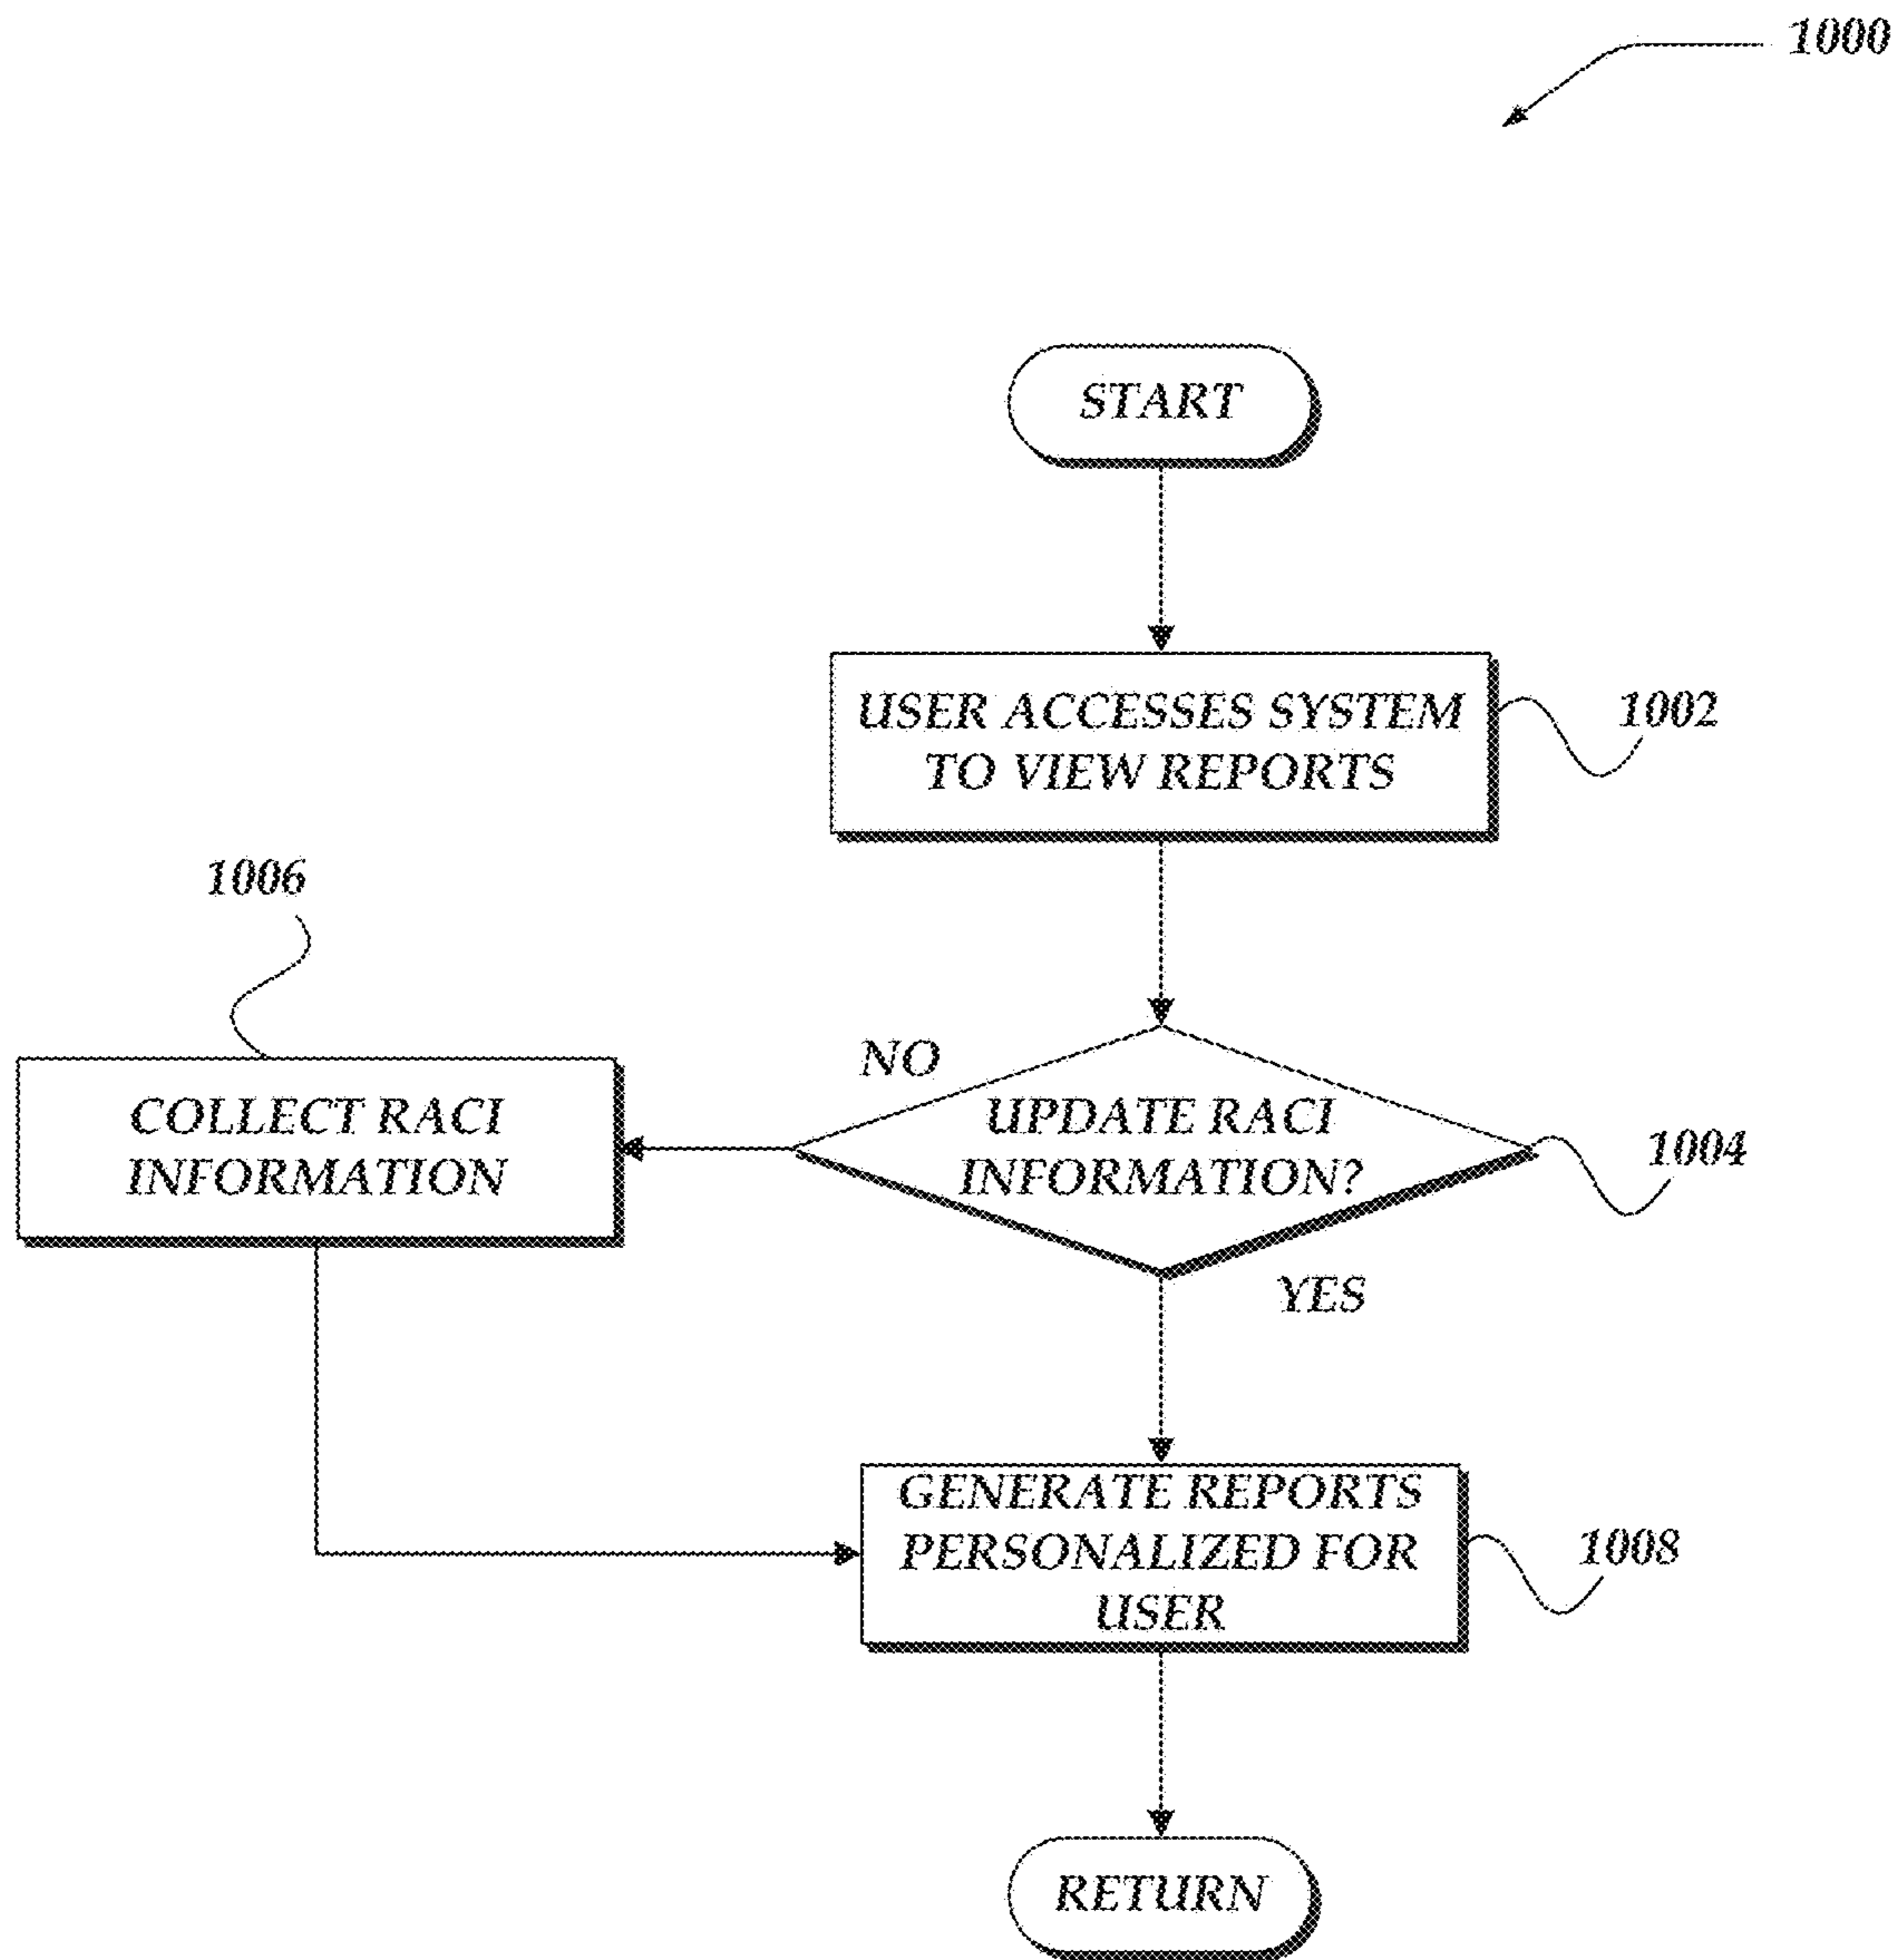 1000
START
USER ACCESSES SYSTEM
TO VIEW REPORTS
1002
1006
NO
COLLECT RACI
INFORMATION
UPDATE RACI
INFORMATION?
1004
YES
GENERATE REPORTS
PERSONALIZED FOR
USER
1008
RETURN